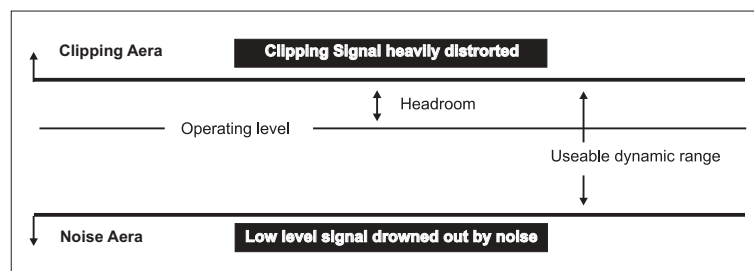 Clipping Aera
Clipping Signal heavily distrorted
Headroom
Operating level
Useable dynamic range
Noise Aera
Low level signal drowned out by noise